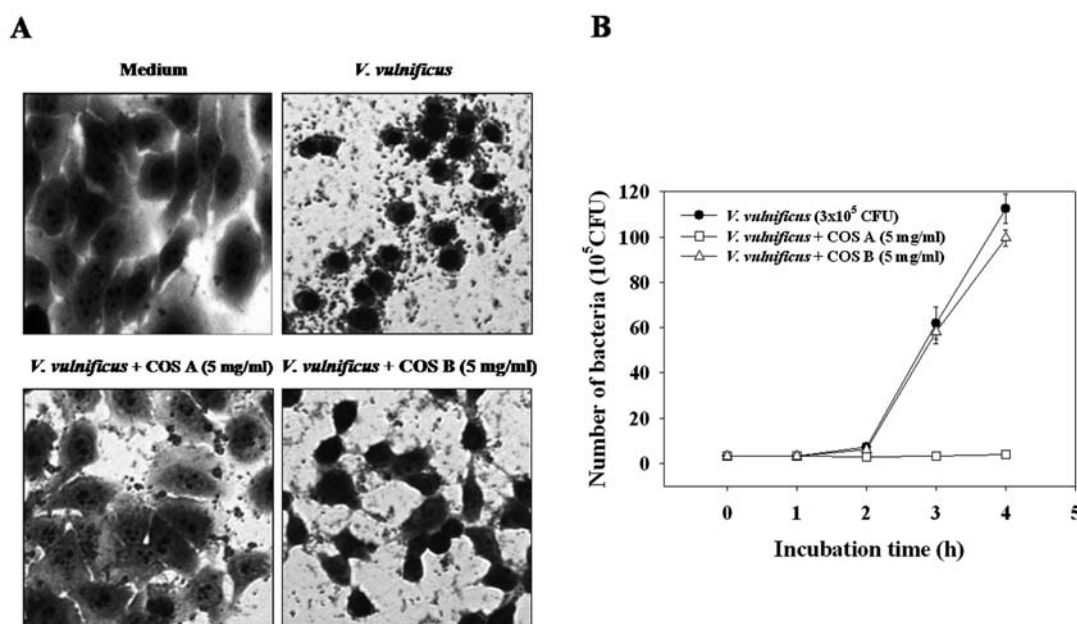 A
Medium
V. vulnificus
V. vulnificus + COS A (5 mg/ml)
V. vulnificus + COS B (5 mg/ml)
B
Number of bacteria (10⁵CFU)
120
100
80
60
40
20
0
V. vulnificus (3x10⁵ CFU)
V. vulnificus + COS A (5 mg/ml)
V. vulnificus + COS B (5 mg/ml)
0 1 2 3 4 5
Incubation time (h)